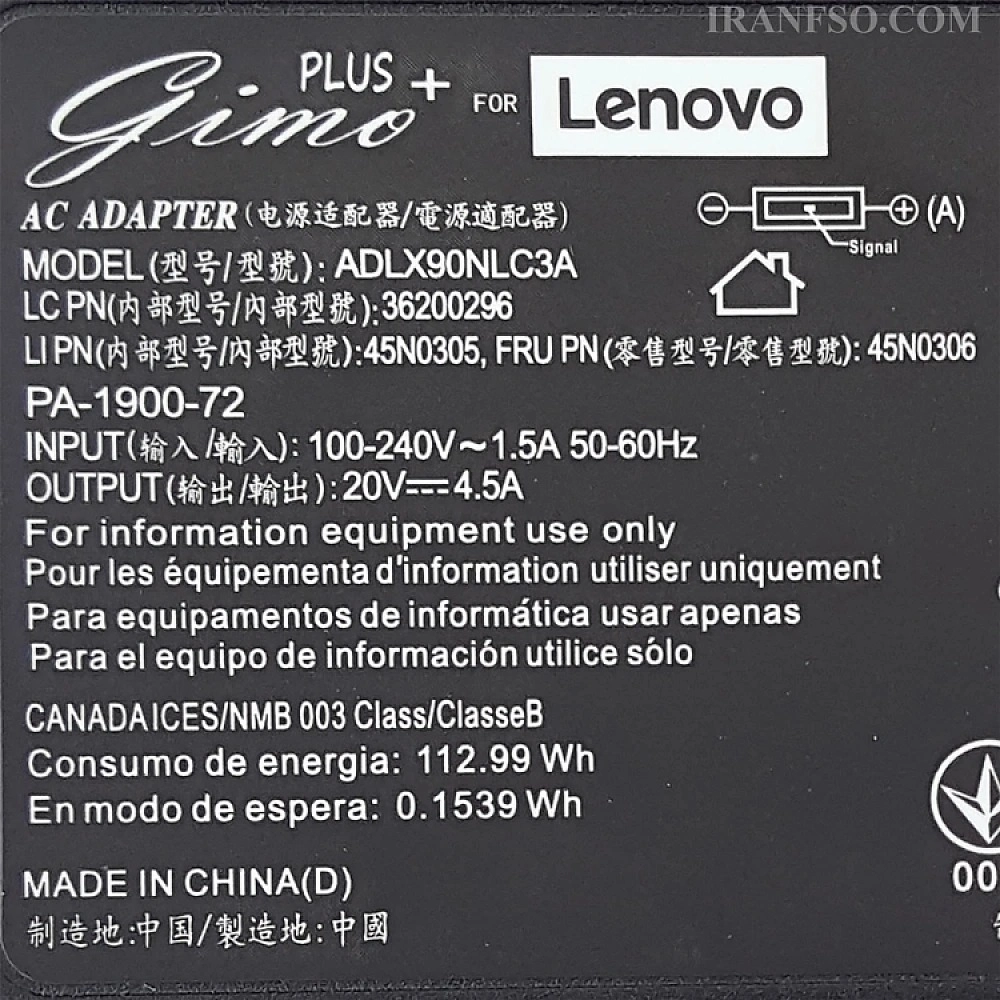 IRANFSO.COM
Gimo PLUS + FOR Lenovo
AC ADAPTER (电源适配器/電源適配器)
(A)
Signal
MODEL (型号/型號): ADLX90NLC3A
LC PN(内部型号/內部型號):36200296
LI PN(内部型号/內部型號):45N0305, FRU PN (零售型号/零售型號): 45N0306
PA-1900-72
INPUT(输入/輸入): 100-240V~1.5A 50-60Hz
OUTPUT(输出/輸出):20V⎓4.5A
For information equipment use only
Pour les équipementa d'information utiliser uniquement
Para equipamentos de informática usar apenas
Para el equipo de información utilice sólo
CANADA ICES/NMB 003 Class/ClasseB
Consumo de energia: 112.99 Wh
En modo de espera: 0.1539 Wh
MADE IN CHINA(D)
00
制造地:中国/製造地:中國